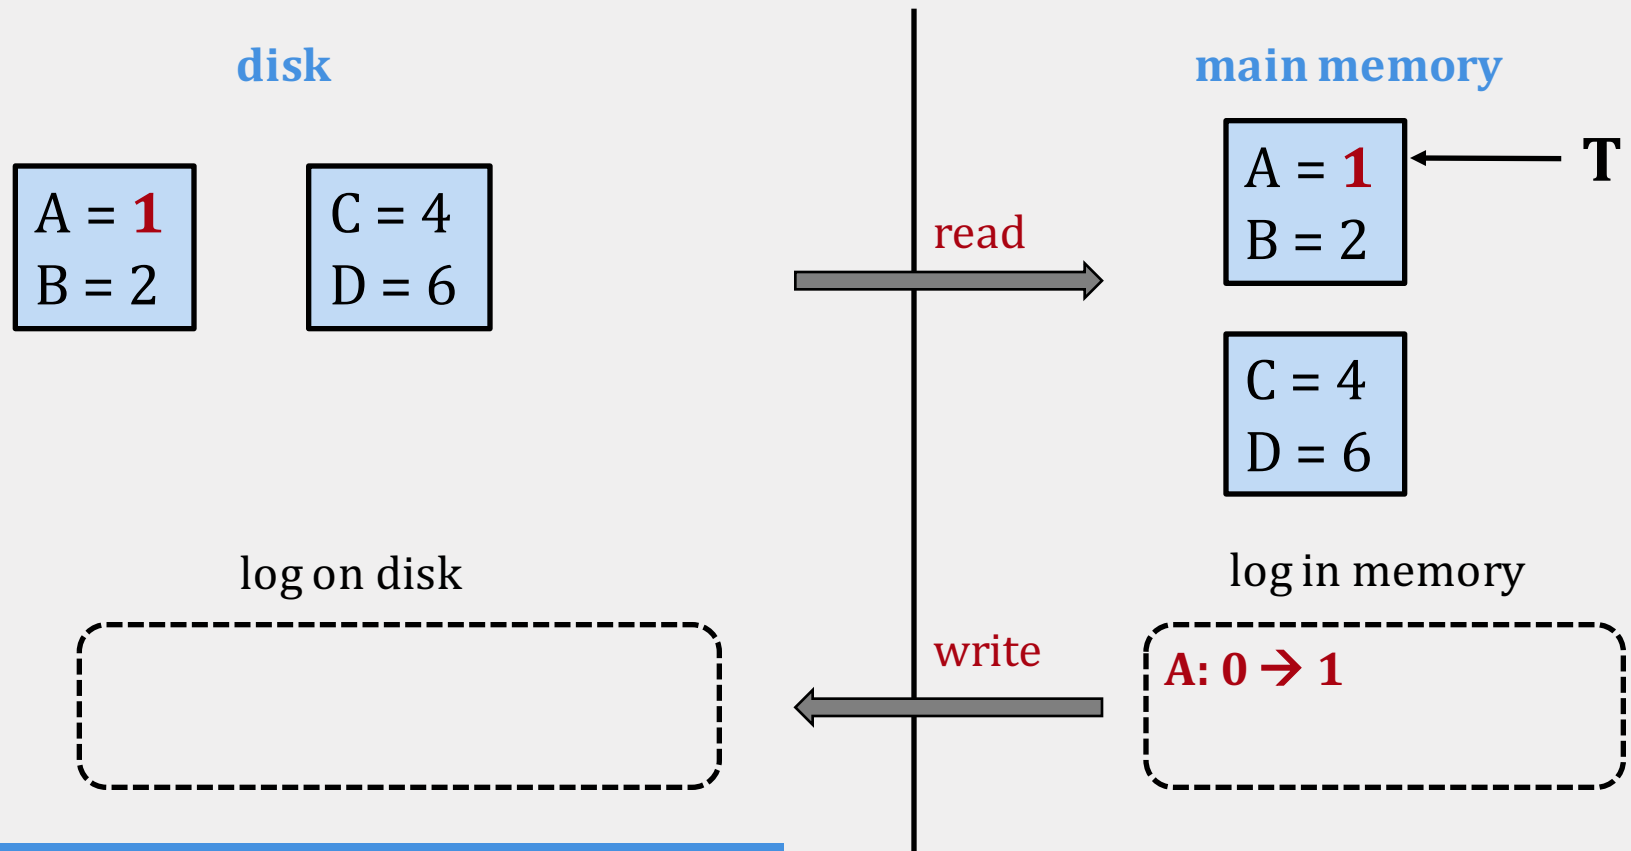 disk
A = 1
B = 2
C = 4
D = 6
log on disk
read
write
main memory
A = 1
B = 2
T
C = 4
D = 6
log in memory
A: 0 → 1